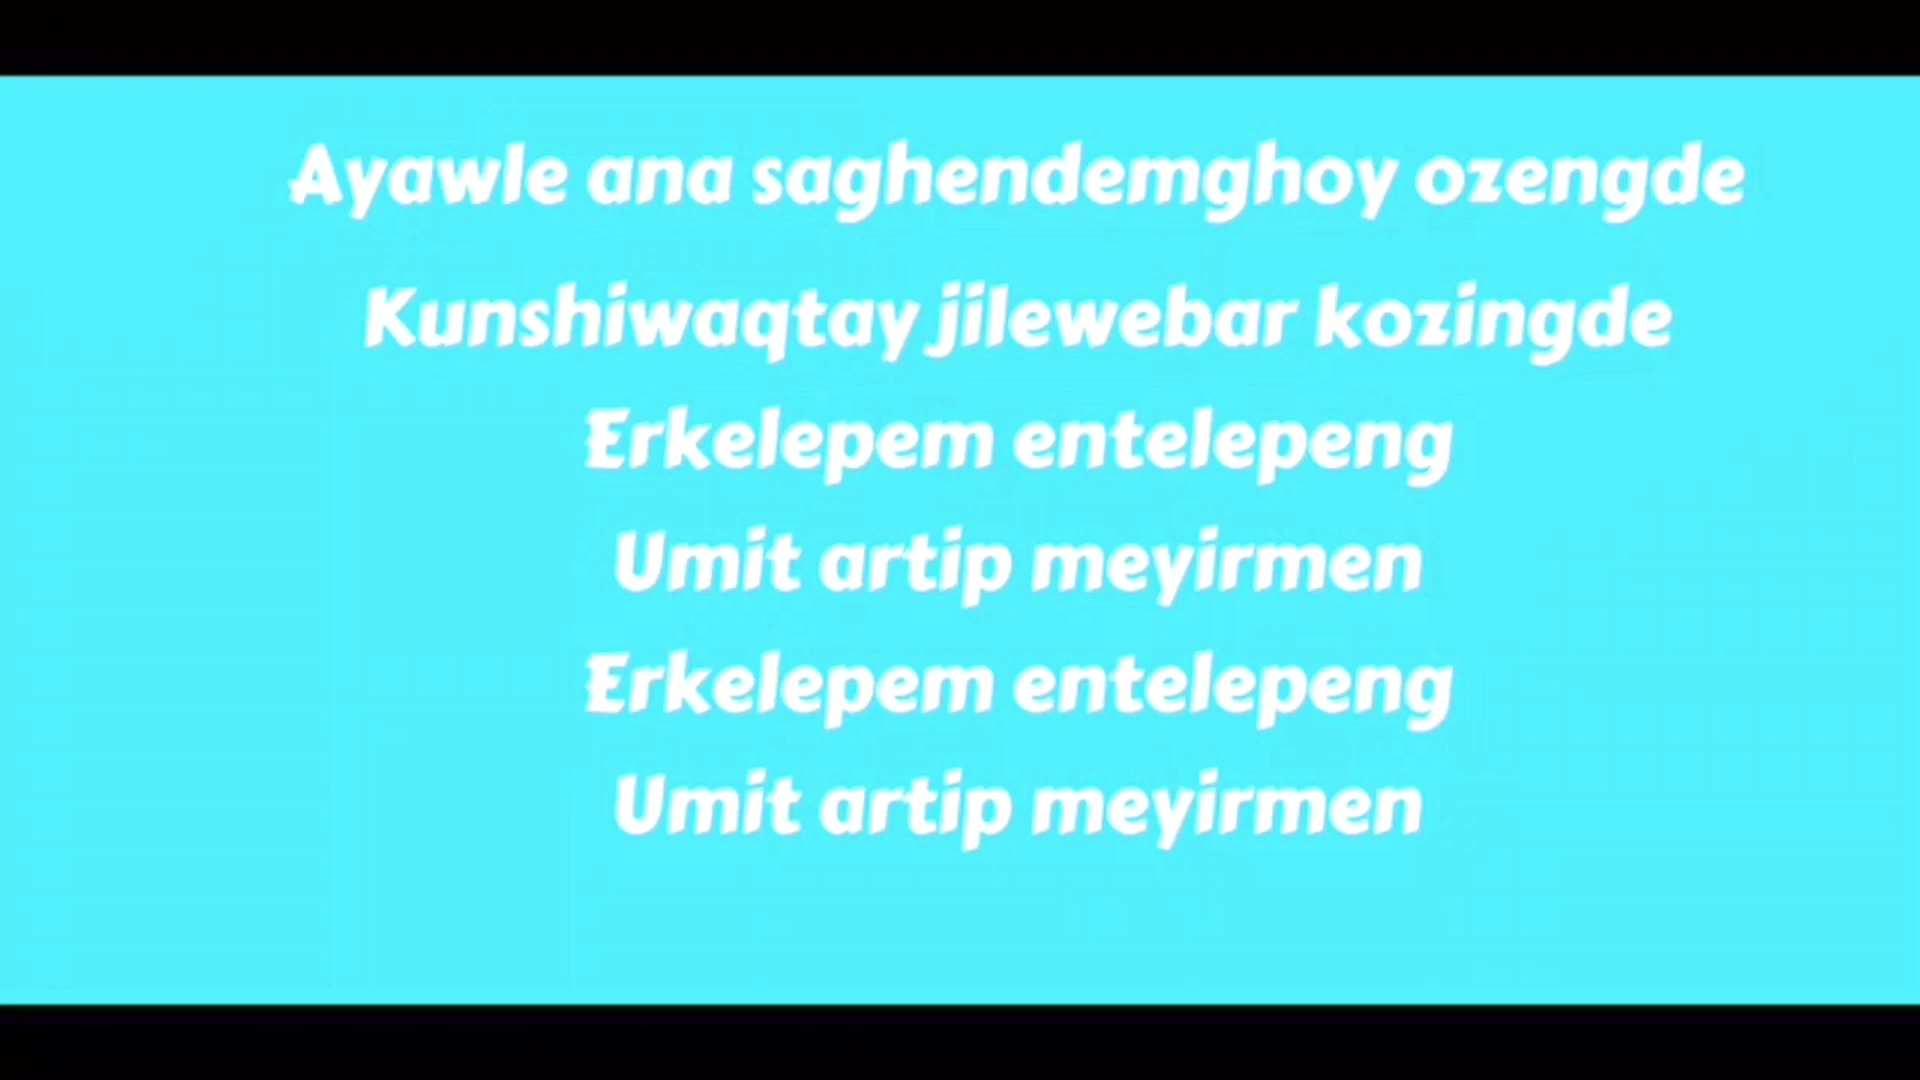 Ayawle ana saghendemghoy ozengde
Kunshiwaqtay jilewebar kozingde
Erkelepem entelepeng
Umit artip meyirmen
Erkelepem entelepeng
Umit artip meyirmen